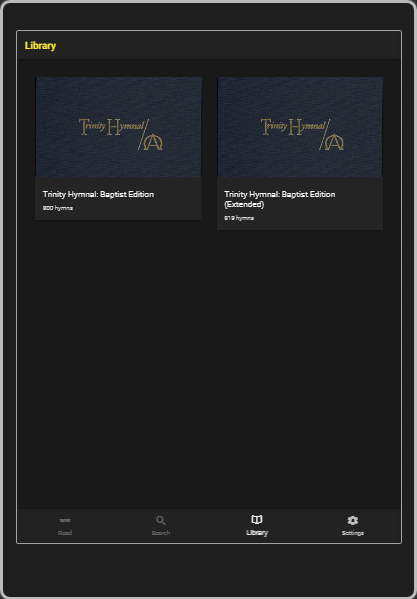 Library
Trinity Hymnal
Trinity Hymnal
Trinity Hymnal: Baptist Edition
800 hymns
Trinity Hymnal: Baptist Edition
(Extended)
819 hymns
Read
Search
Library
Settings